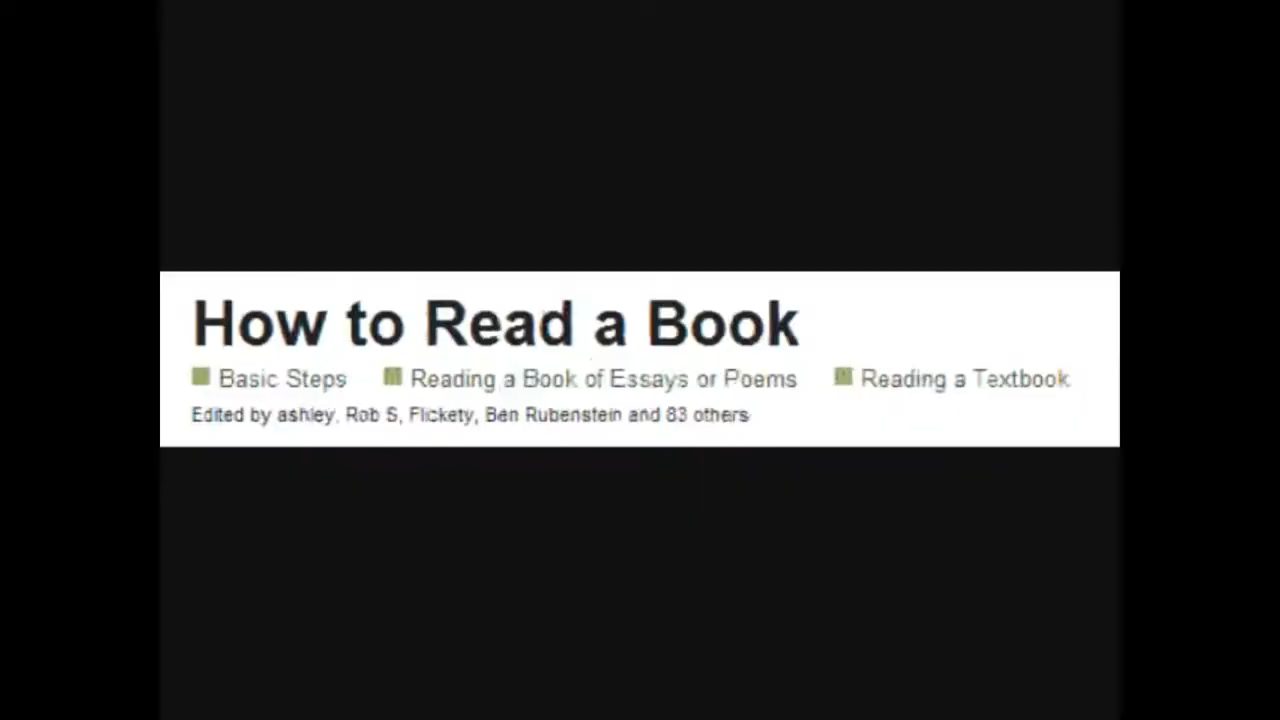 How to Read a Book
Basic Steps Reading a Book of Essays or Poems Reading a Textbook
Edited by ashley, Rob S, Flickety, Ben Rubenstein and 83 others